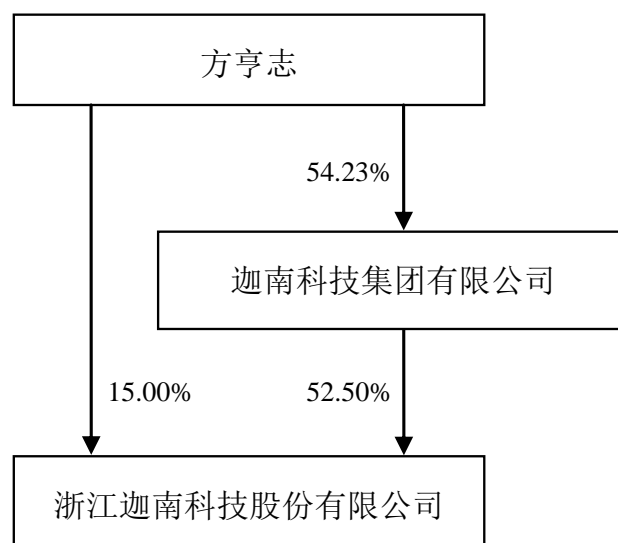 方亨志
54.23%
迦南科技集团有限公司
15.00%
52.50%
浙江迦南科技股份有限公司